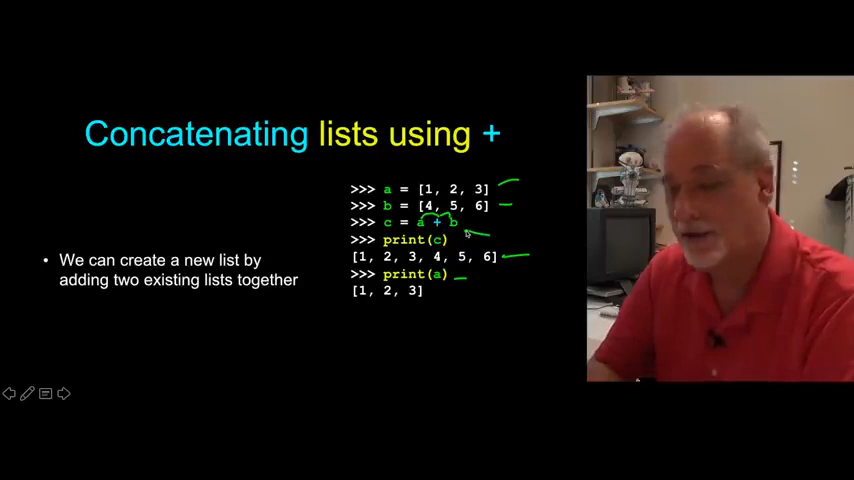 Concatenating lists using +
>>> a = [1, 2, 3]
>>> b = [4, 5, 6]
>>> c = a + b
>>> print(c)
[1, 2, 3, 4, 5, 6]
>>> print(a)
[1, 2, 3]
• We can create a new list by
adding two existing lists together